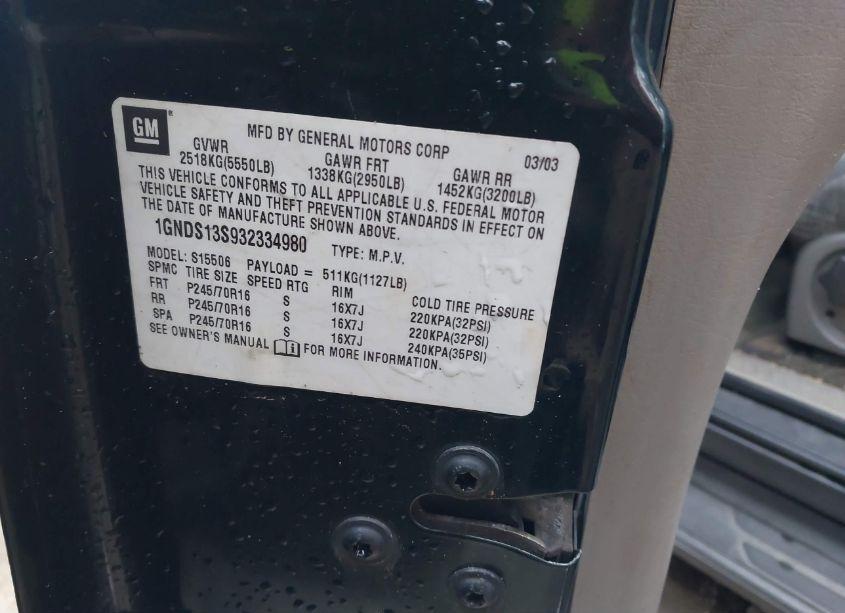 GM ®
MFD BY GENERAL MOTORS CORP 03/03
GVWR GAWR FRT GAWR RR
2518KG(5550LB) 1338KG(2950LB) 1452KG(3200LB)
THIS VEHICLE CONFORMS TO ALL APPLICABLE U.S. FEDERAL MOTOR
VEHICLE SAFETY AND THEFT PREVENTION STANDARDS IN EFFECT ON
THE DATE OF MANUFACTURE SHOWN ABOVE.
1GNDS13S932334980 TYPE: M.P.V.
MODEL: S15506 PAYLOAD = 511KG(1127LB)
SPMC TIRE SIZE SPEED RTG RIM COLD TIRE PRESSURE
FRT P245/70R16 S 16X7J 220KPA(32PSI)
RR P245/70R16 S 16X7J 220KPA(32PSI)
SPA P245/70R16 S 16X7J 240KPA(35PSI)
SEE OWNER'S MANUAL FOR MORE INFORMATION.